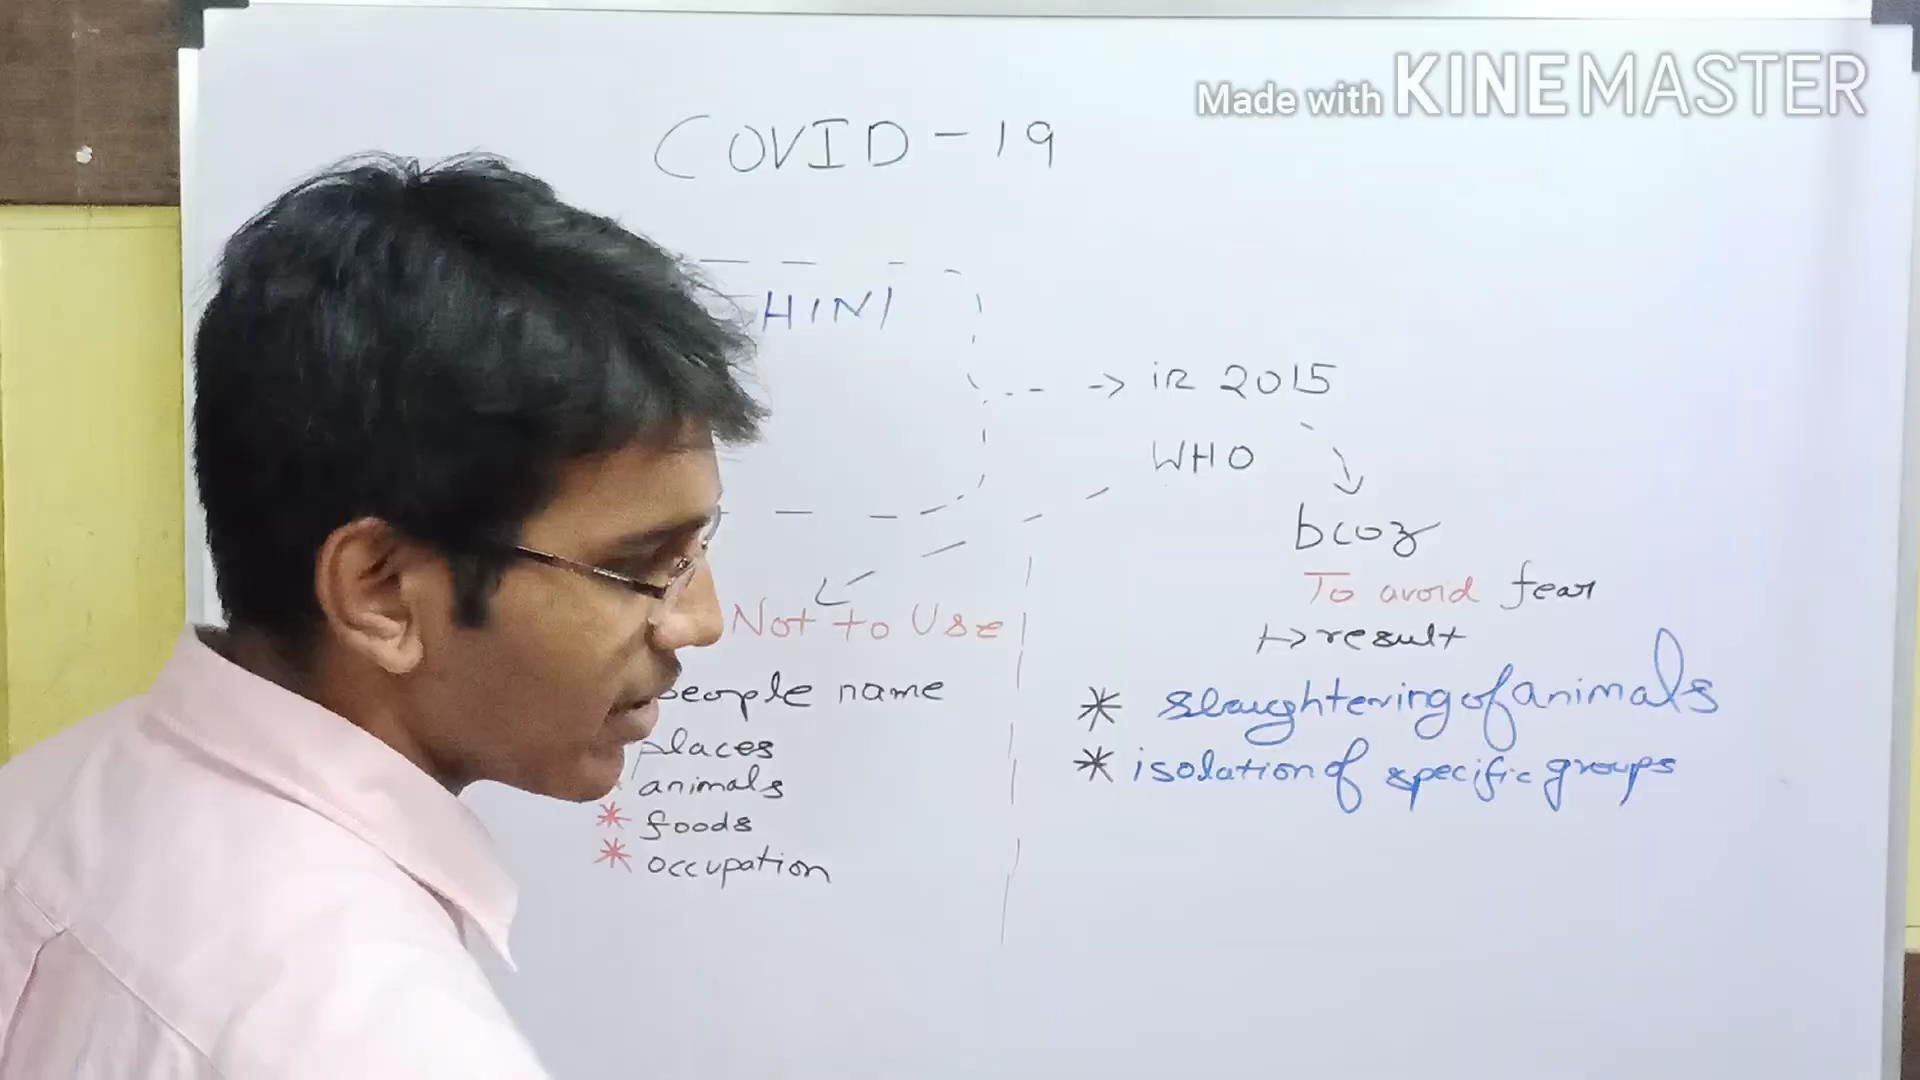 Made with KINEMASTER
COVID-19
H1N1
in 2015
WHO
bcoz
To avoid fear
result
Not to Use
people name
places
animals
* foods
* occupation
* slaughtering of animals
* isolation of specific groups